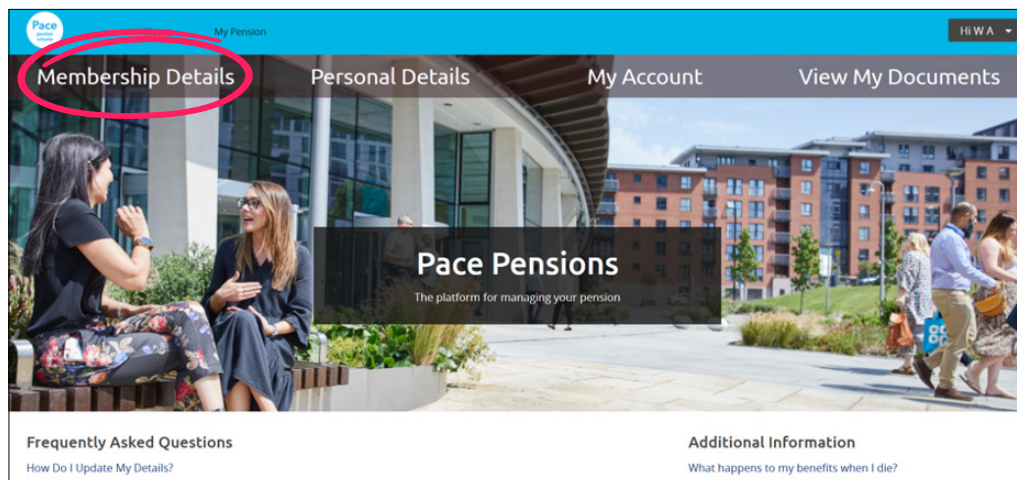 Pace
pension
scheme
My Pension
Hi W A
Membership Details
Personal Details
My Account
View My Documents
Pace Pensions
The platform for managing your pension
Frequently Asked Questions
Additional Information
How Do I Update My Details?
What happens to my benefits when I die?